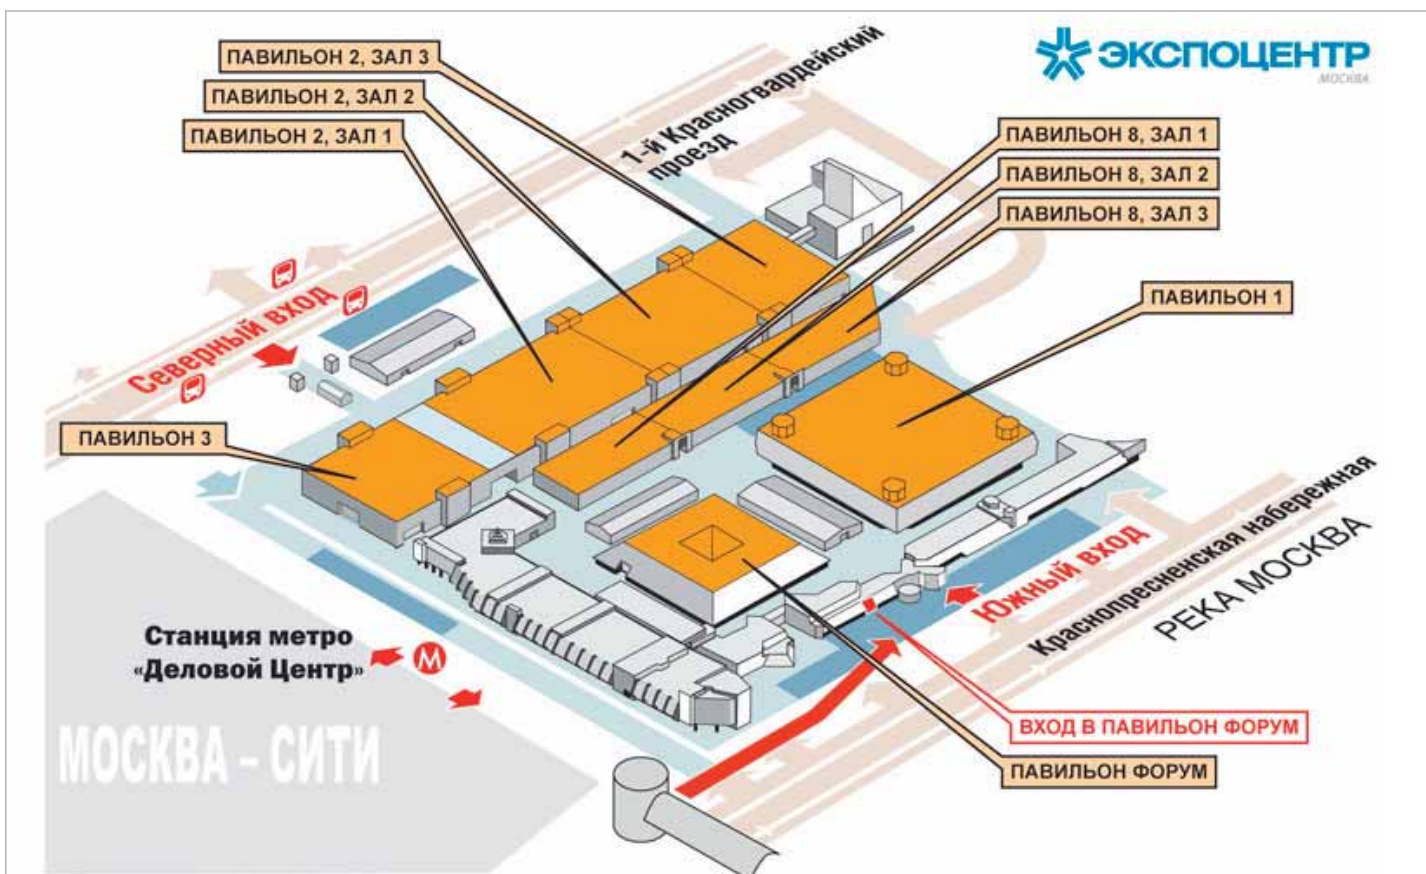 ЭКСПОЦЕНТР
МОСКВА
ПАВИЛЬОН 2, ЗАЛ 3
ПАВИЛЬОН 2, ЗАЛ 2
ПАВИЛЬОН 2, ЗАЛ 1
1-й Красногвардейский
проезд
ПАВИЛЬОН 8, ЗАЛ 1
ПАВИЛЬОН 8, ЗАЛ 2
ПАВИЛЬОН 8, ЗАЛ 3
ПАВИЛЬОН 1
Северный вход
ПАВИЛЬОН 3
Южный вход
Краснопресненская набережная
РЕКА МОСКВА
Станция метро
«Деловой Центр»
М
МОСКВА – СИТИ
ВХОД В ПАВИЛЬОН ФОРУМ
ПАВИЛЬОН ФОРУМ